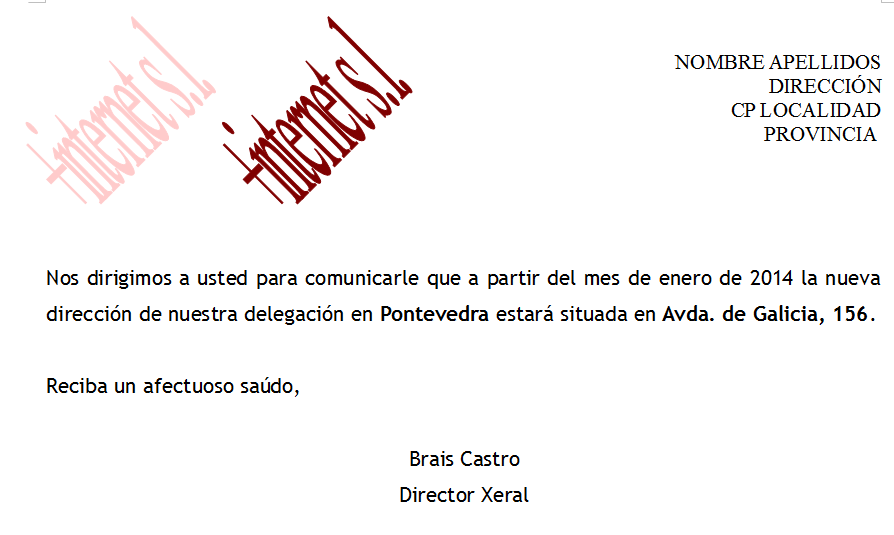 internet s.l
internet s.l
NOMBRE APELLIDOS
DIRECCIÓN
CP LOCALIDAD
PROVINCIA
Nos dirigimos a usted para comunicarle que a partir del mes de enero de 2014 la nueva
dirección de nuestra delegación en Pontevedra estará situada en Avda. de Galicia, 156.
Reciba un afectuoso saúdo,
Brais Castro
Director Xeral